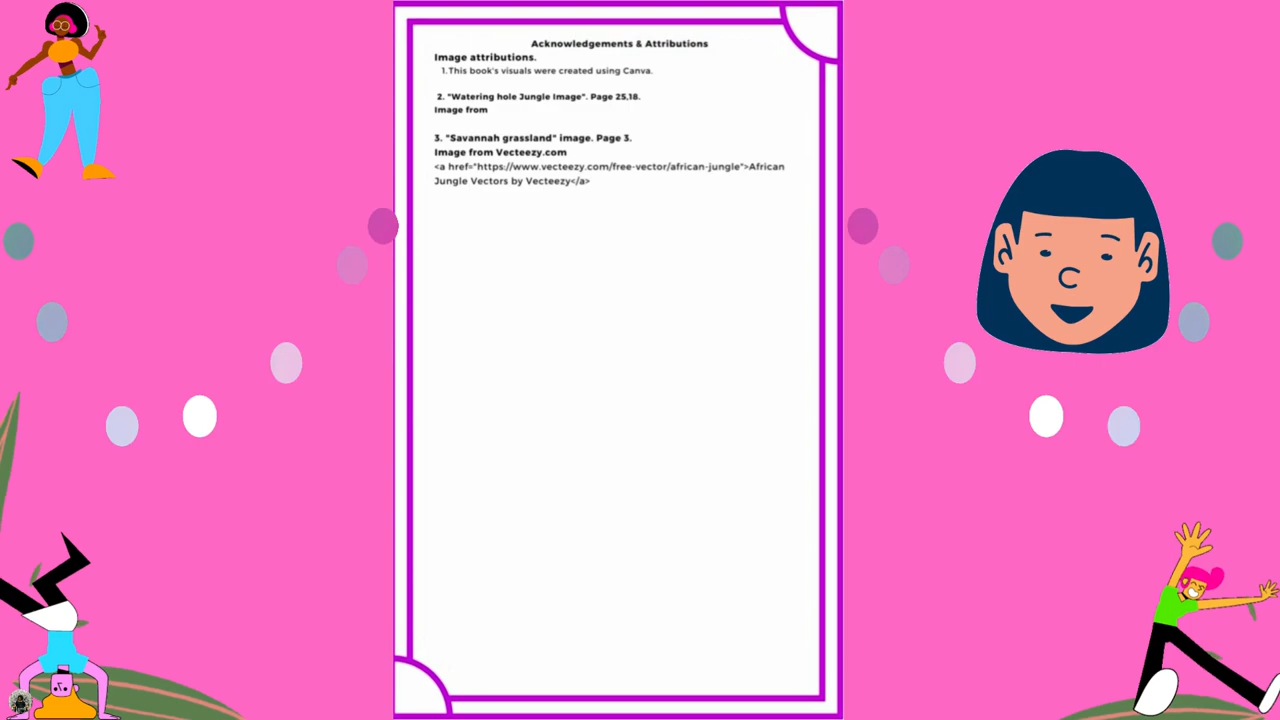 Acknowledgements & Attributions
Image attributions.
1.This book's visuals were created using Canva.
2. "Watering hole Jungle Image". Page 25,18.
Image from
3. "Savannah grassland" image. Page 3.
Image from Vecteezy.com
<a href="https://www.vecteezy.com/free-vector/african-jungle">African
Jungle Vectors by Vecteezy</a>